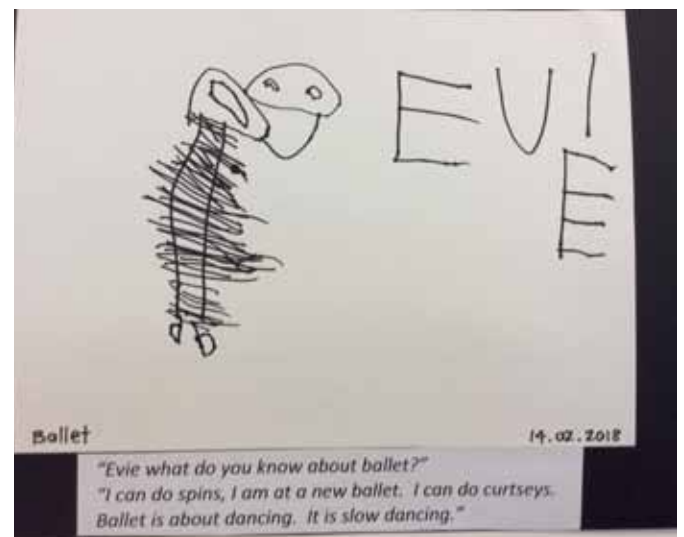 EVI
E
Ballet 14.02.2018
"Evie what do you know about ballet?"
"I can do spins, I am at a new ballet. I can do curtseys.
Ballet is about dancing. It is slow dancing."